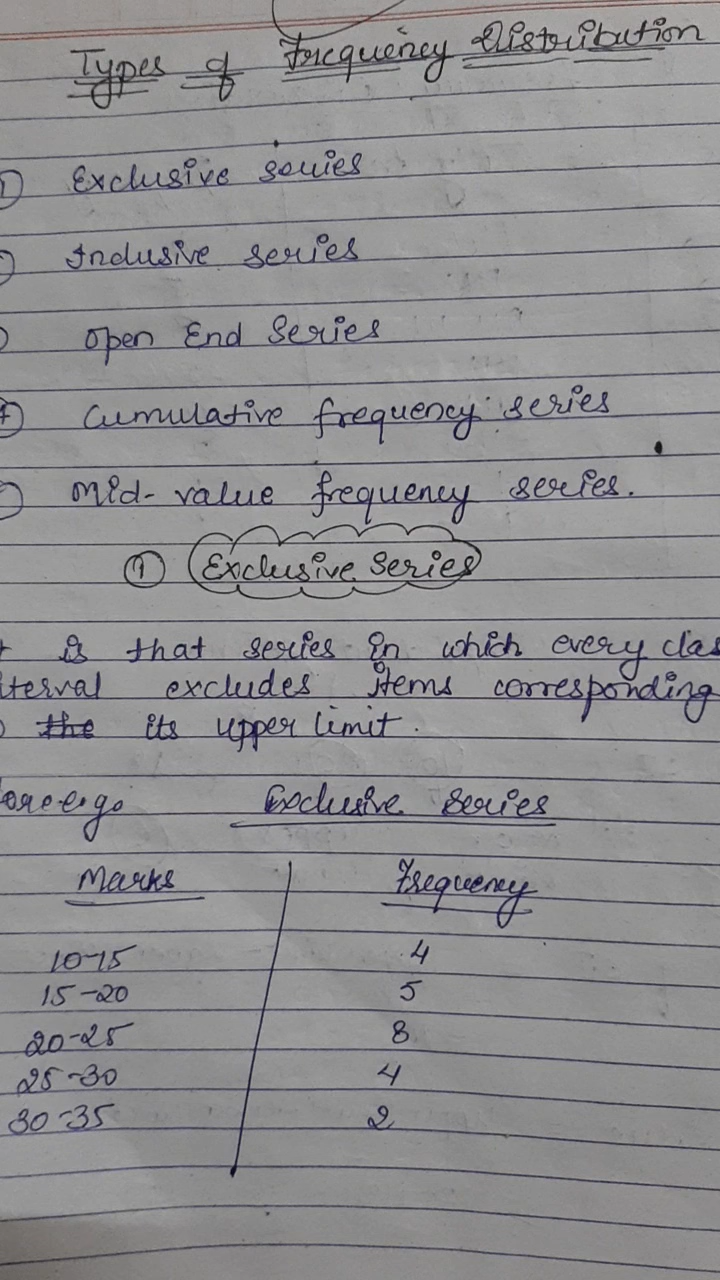 Types of Frequency Distribution
① Exclusive series
Inclusive series
open End Series
④ Cumulative frequency series
Mid-value frequency series.
① Exclusive Series
is that series in which every clas
terval excludes items corresponding
the its upper limit.
Exclusive Series
Marks Frequency
10-15 4
15-20 5
20-25 8
25-30 4
30-35 2